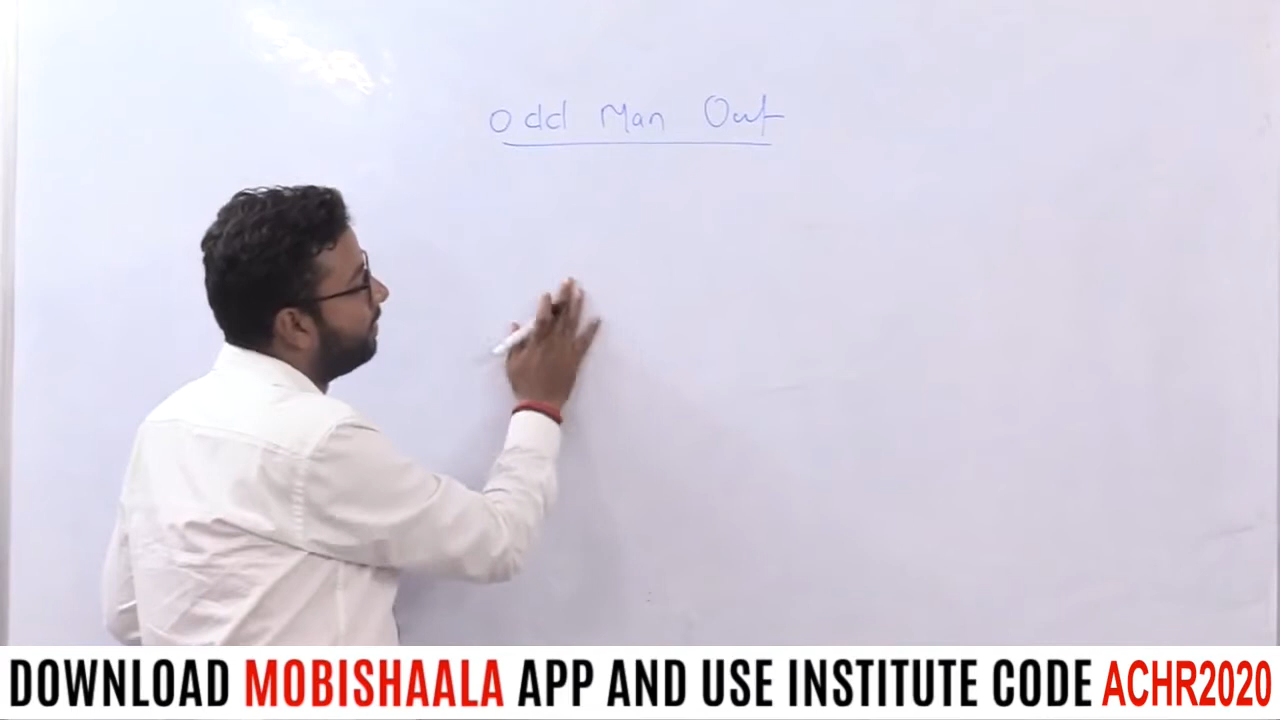 Odd Man Out
DOWNLOAD MOBISHAALA APP AND USE INSTITUTE CODE ACHR2020